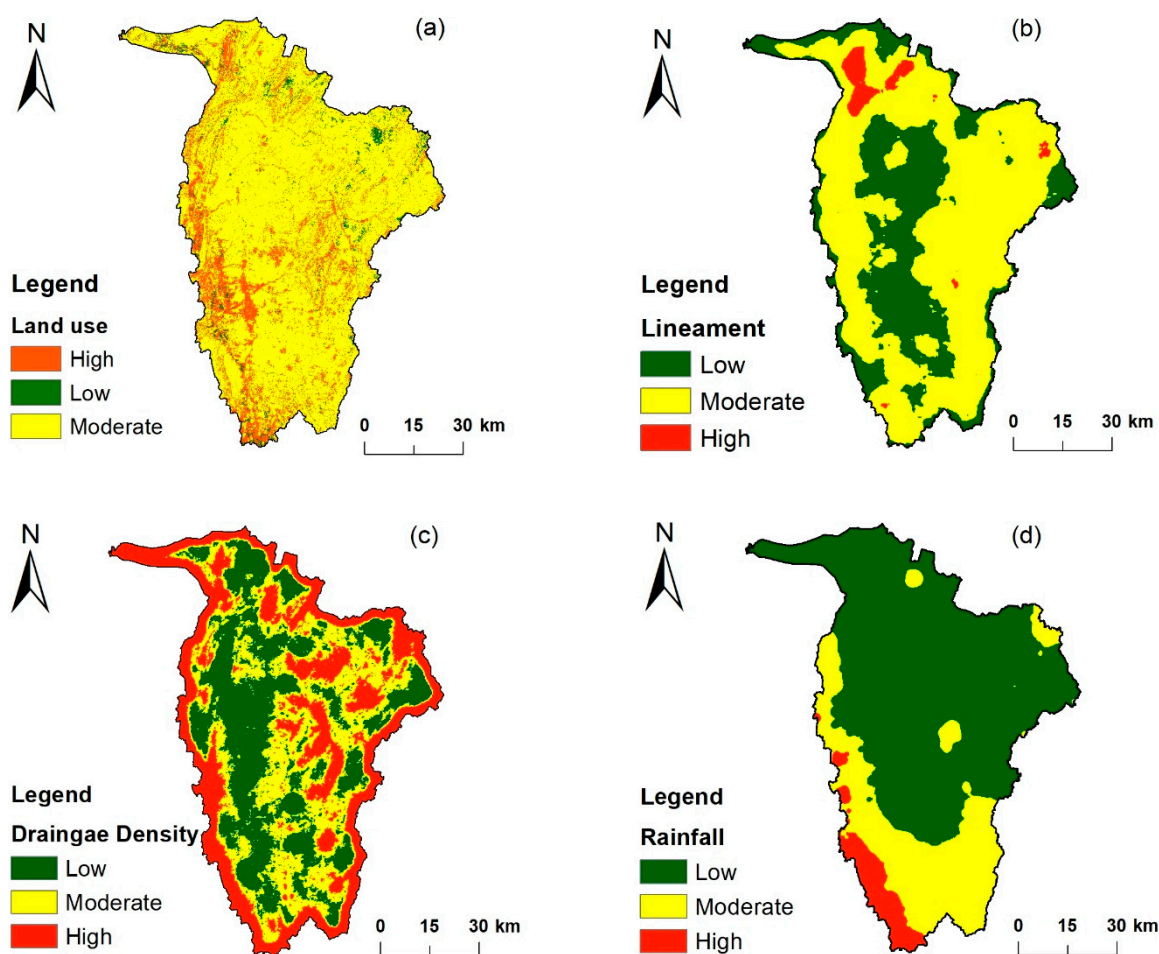 N
(a)
Legend
Land use
High
Low
Moderate
0 15 30 km
N
(b)
Legend
Lineament
Low
Moderate
High
0 15 30 km
N
(c)
Legend
Draingae Density
Low
Moderate
High
0 15 30 km
N
(d)
Legend
Rainfall
Low
Moderate
High
0 15 30 km